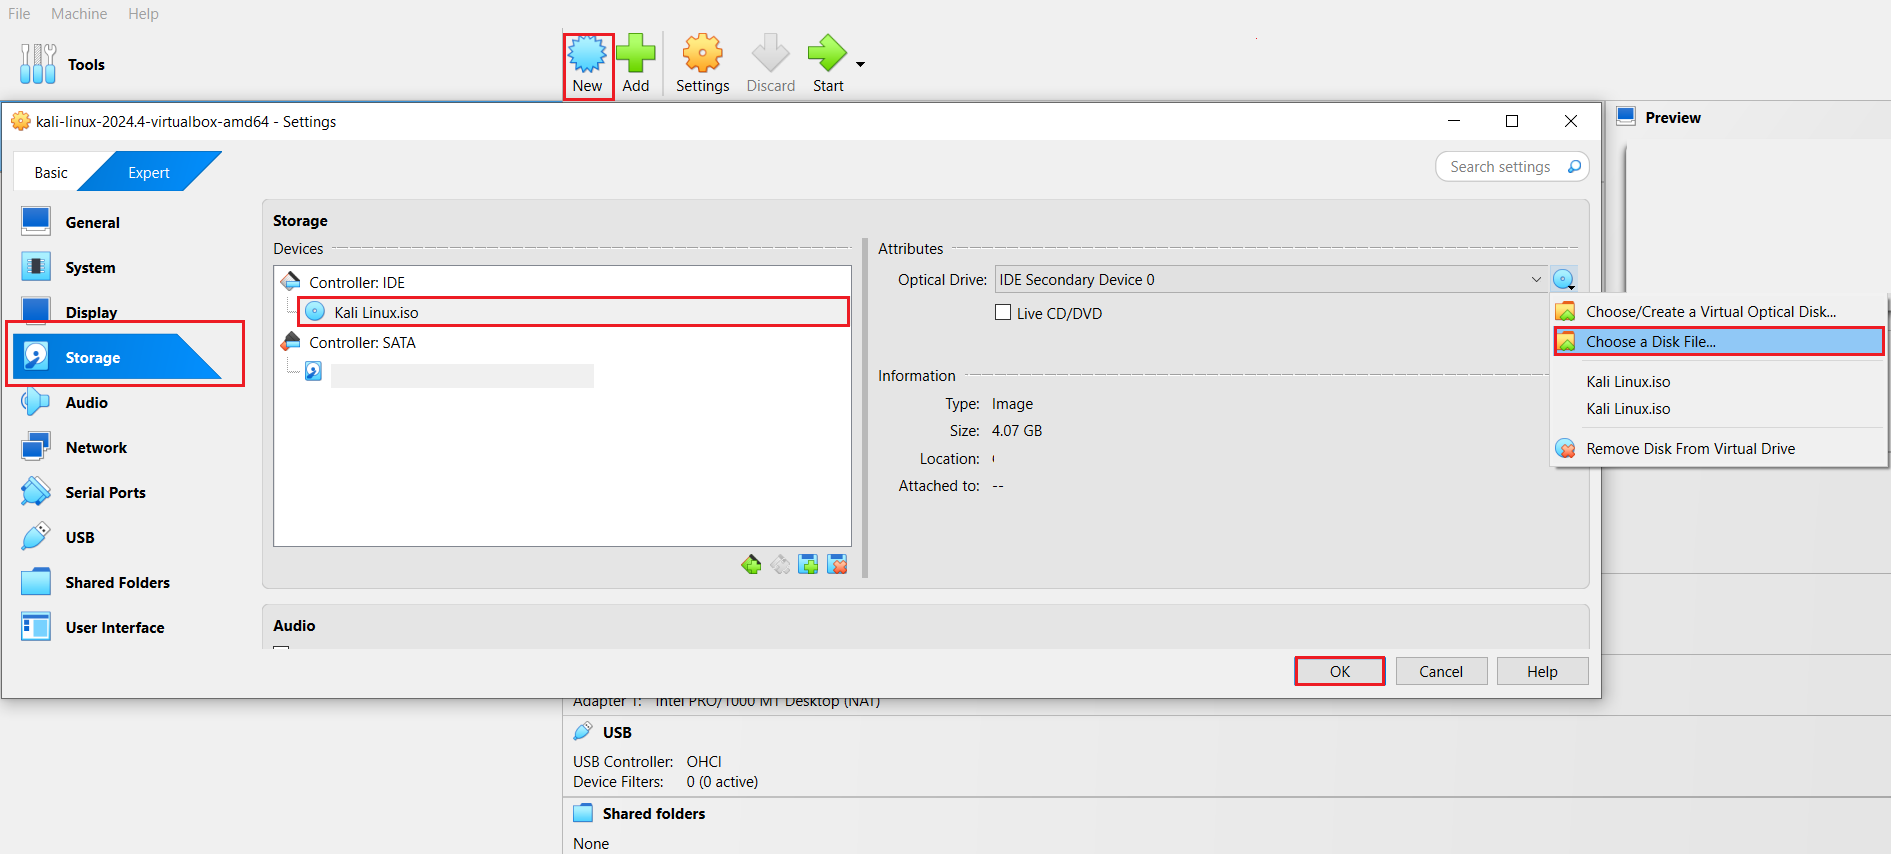 File Machine Help
Tools
New Add Settings Discard Start
kali-linux-2024.4-virtualbox-amd64 - Settings
Preview
Basic Expert
Search settings
General
System
Display
Storage
Audio
Network
Serial Ports
USB
Shared Folders
User Interface
Storage
Devices
Controller: IDE
Kali Linux.iso
Controller: SATA
Attributes
Optical Drive: IDE Secondary Device 0
Live CD/DVD
Information
Type: Image
Size: 4.07 GB
Location:
Attached to: --
Choose/Create a Virtual Optical Disk...
Choose a Disk File...
Kali Linux.iso
Kali Linux.iso
Remove Disk From Virtual Drive
Audio
OK Cancel Help
Adapter 1: Intel PRO/1000 MT Desktop (NAT)
USB
USB Controller: OHCI
Device Filters: 0 (0 active)
Shared folders
None